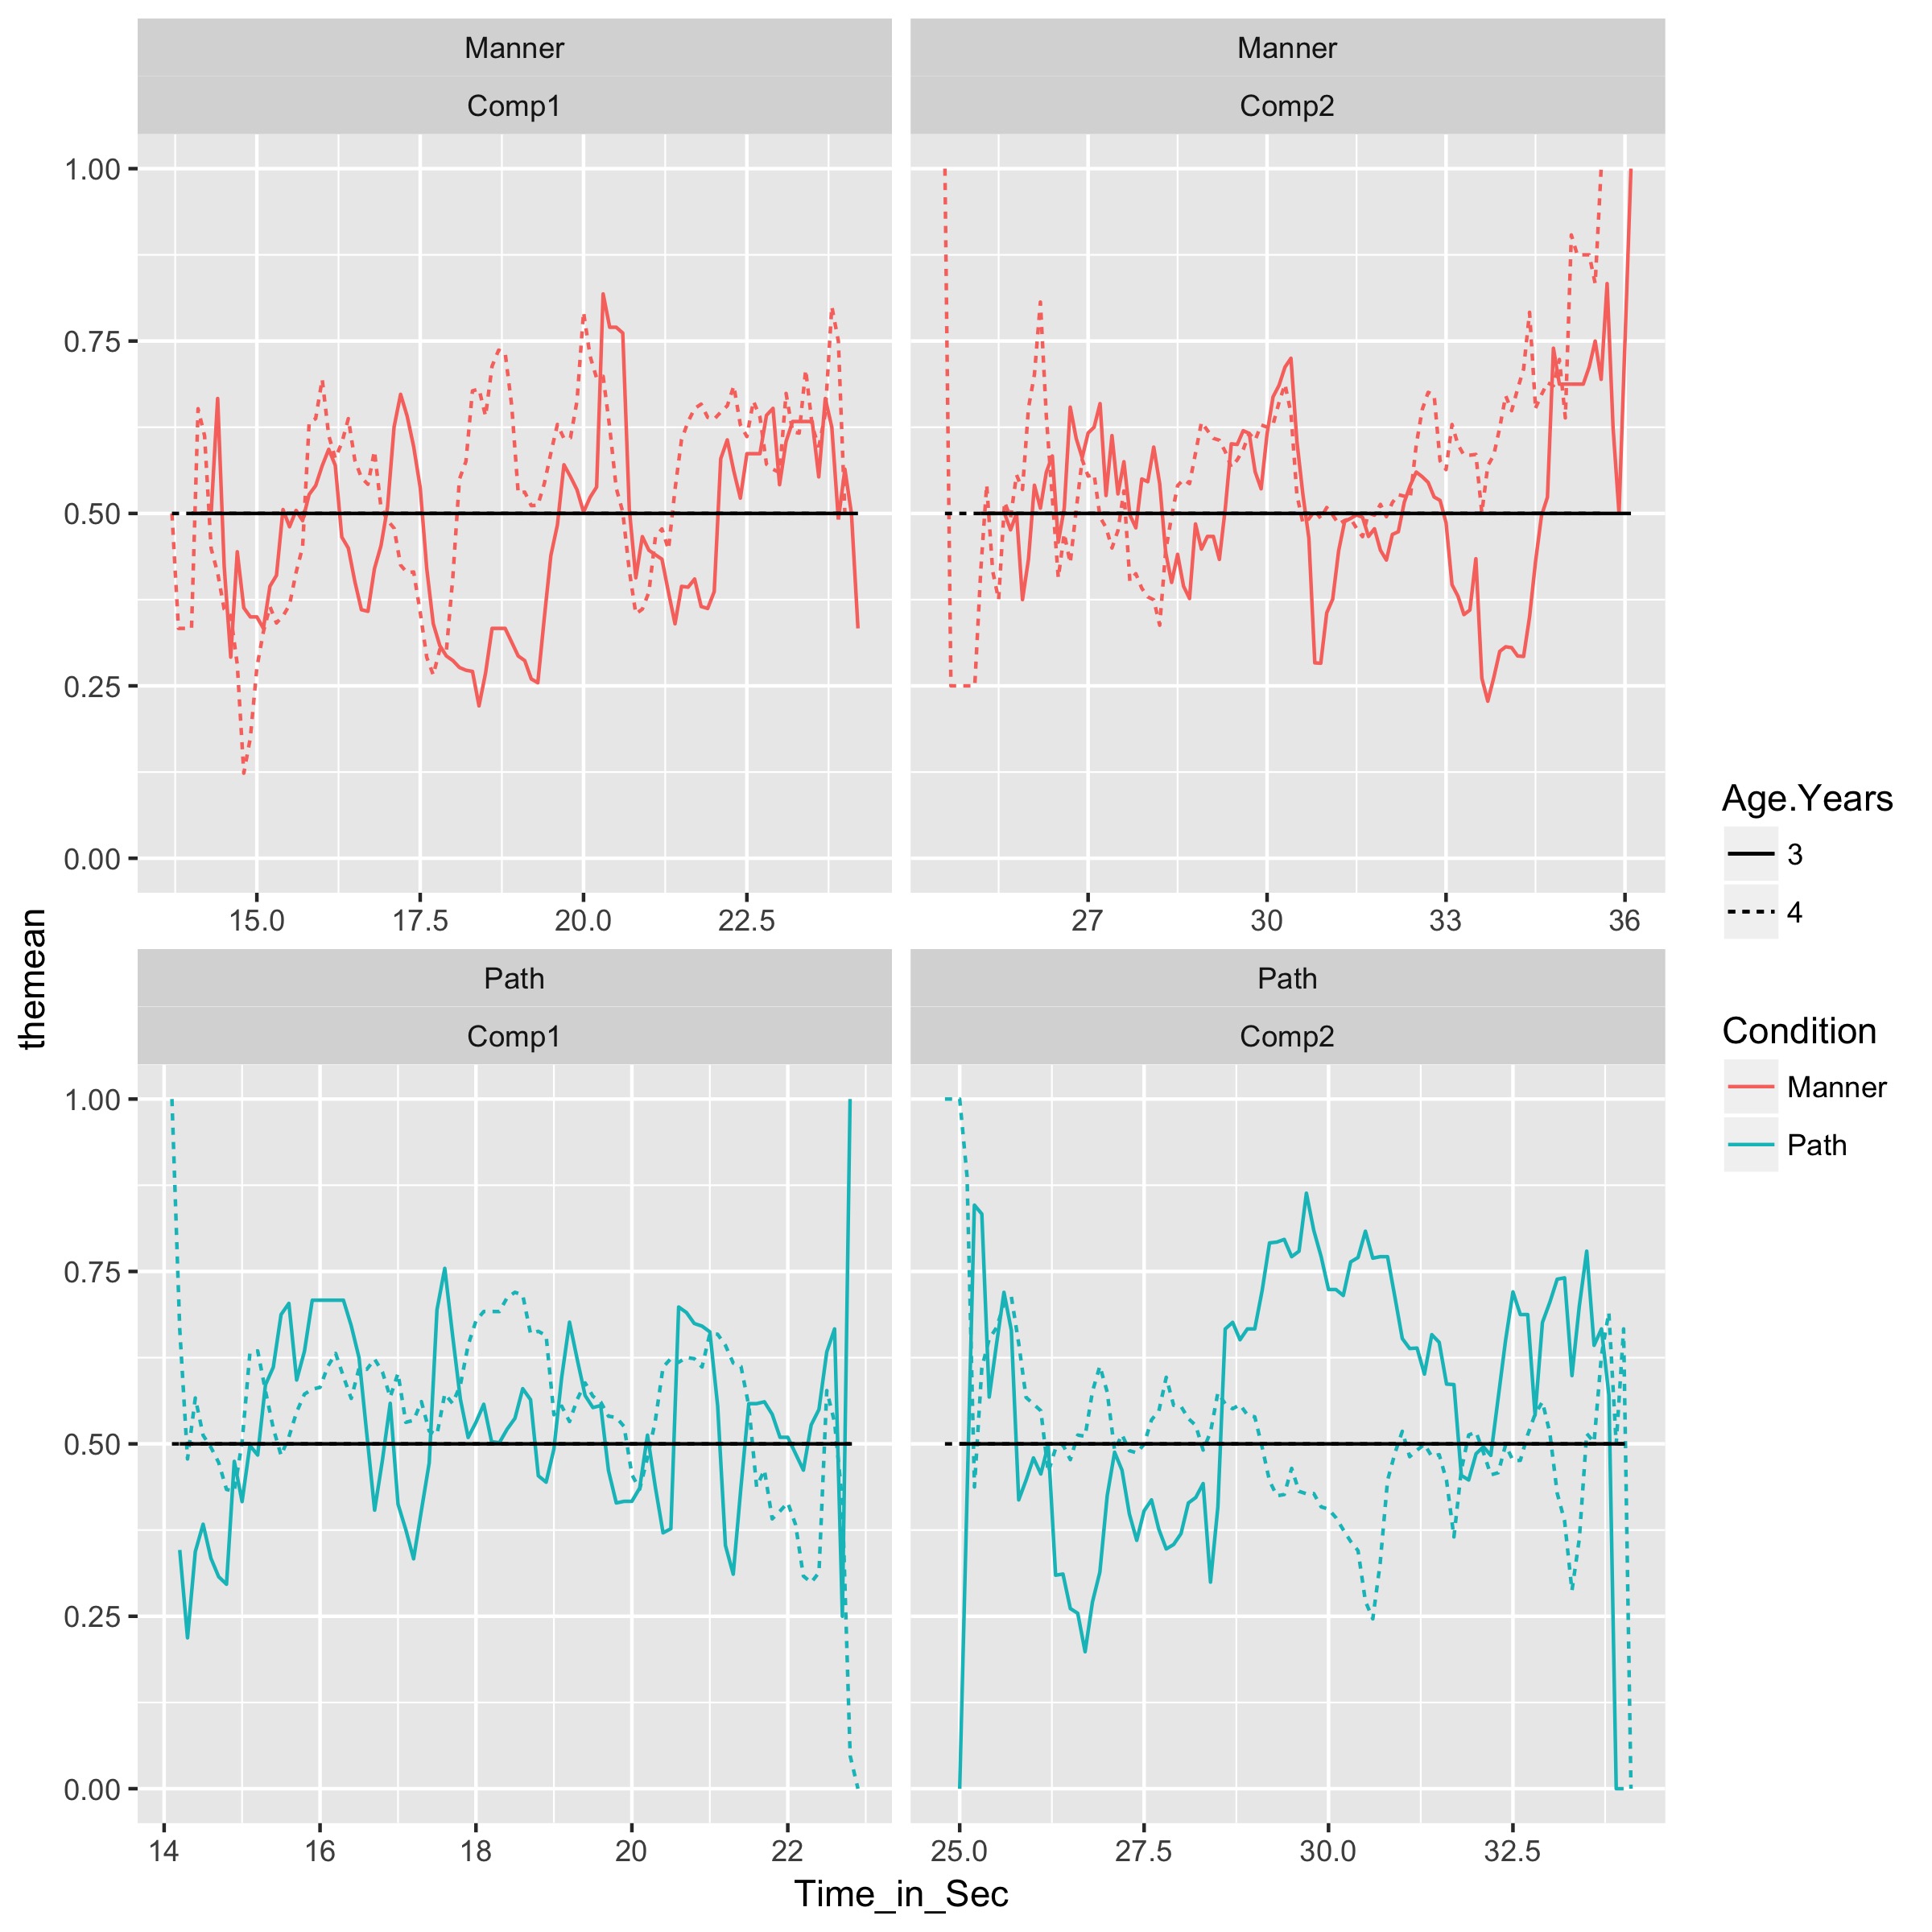 Manner
Manner
Comp1
Comp2
1.00
0.75
0.50
0.25
0.00
15.0 17.5 20.0 22.5
27 30 33 36
Path
Path
Comp1
Comp2
1.00
0.75
0.50
0.25
0.00
14 16 18 20 22
25.0 27.5 30.0 32.5
Time_in_Sec
themean
Age.Years
3
4
Condition
Manner
Path